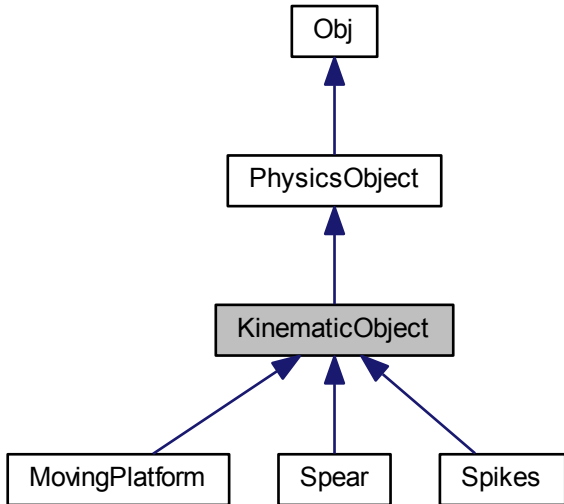 Obj
PhysicsObject
KinematicObject
MovingPlatform
Spear
Spikes